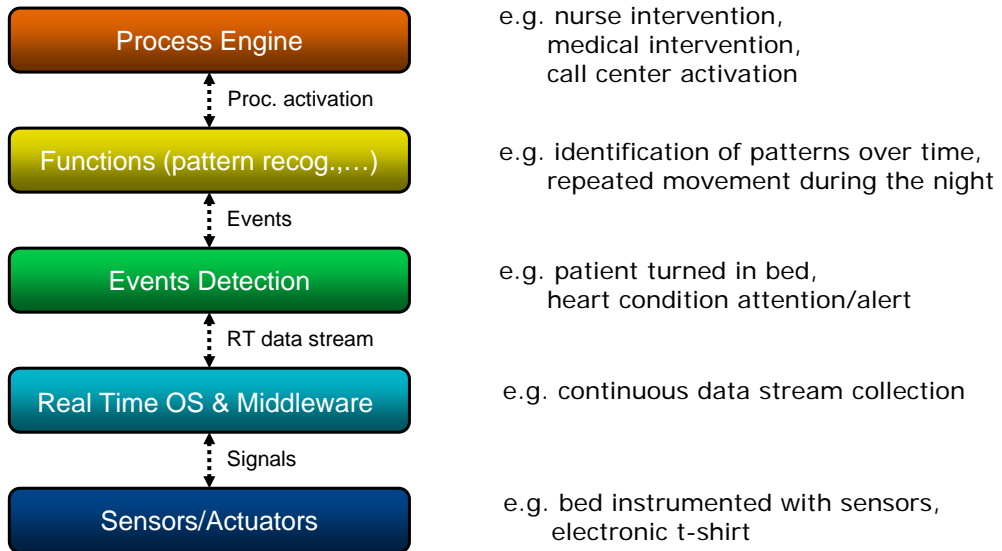 Process Engine
e.g. nurse intervention,
medical intervention,
call center activation
Proc. activation
Functions (pattern recog.,…)
e.g. identification of patterns over time,
repeated movement during the night
Events
Events Detection
e.g. patient turned in bed,
heart condition attention/alert
RT data stream
Real Time OS & Middleware
e.g. continuous data stream collection
Signals
Sensors/Actuators
e.g. bed instrumented with sensors,
electronic t-shirt